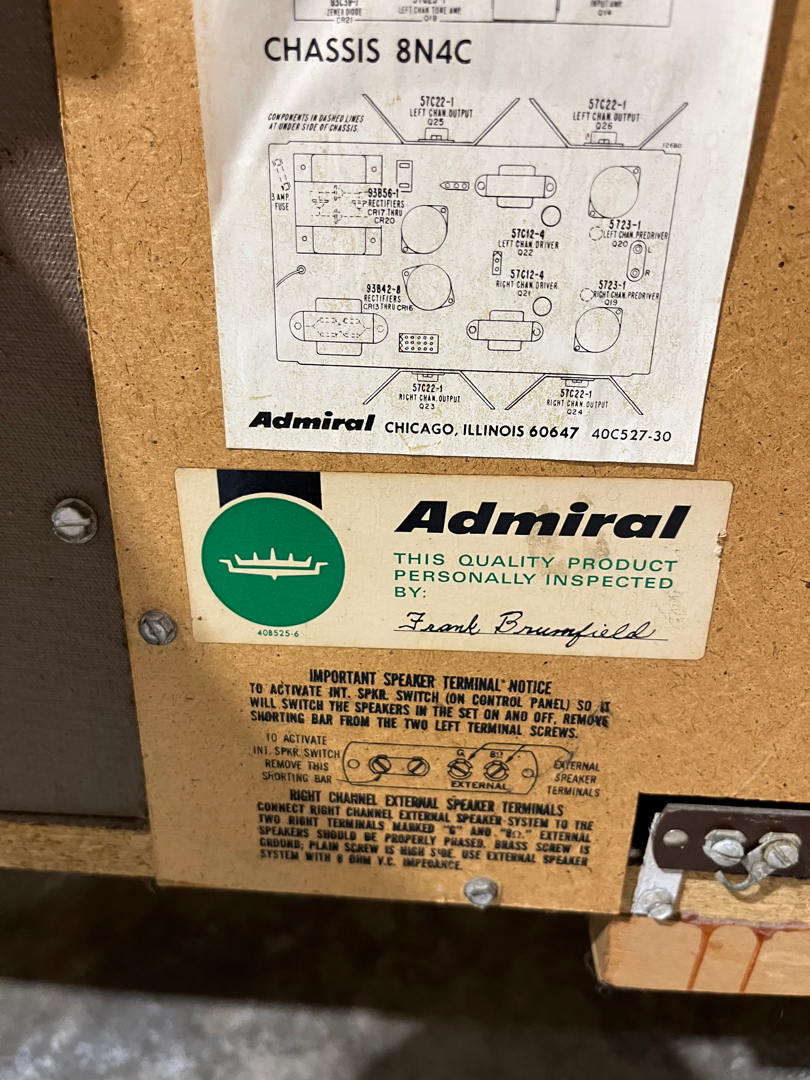 93C39-1
ZENER DIODE
CR21
LEFT CHAN TONE AMP.
Q18
INPUT AMP.
Q14
CHASSIS 8N4C
COMPONENTS IN DASHED LINES
AT UNDER SIDE OF CHASSIS.
57C22-1
LEFT CHAN. OUTPUT
Q25
57C22-1
LEFT CHAN. OUTPUT
Q26
F2680
3 AMP.
FUSE
93B56-1
RECTIFIERS
CR17 THRU
CR20
57C12-4
LEFT CHAN. DRIVER
Q22
5723-1
LEFT CHAN. PREDRIVER
Q20
L
R
93B42-8
RECTIFIERS
CR13 THRU CR16
57C12-4
RIGHT CHAN. DRIVER
Q21
5723-1
RIGHT CHAN. PREDRIVER
Q19
57C22-1
RIGHT CHAN. OUTPUT
Q23
57C22-1
RIGHT CHAN. OUTPUT
Q24
Admiral CHICAGO, ILLINOIS 60647 40C527-30
Admiral
THIS QUALITY PRODUCT
PERSONALLY INSPECTED
BY:
Frank Brumfield
40B525-6
IMPORTANT SPEAKER TERMINAL NOTICE
TO ACTIVATE INT. SPKR. SWITCH (ON CONTROL PANEL) SO IT
WILL SWITCH THE SPEAKERS IN THE SET ON AND OFF, REMOVE
SHORTING BAR FROM THE TWO LEFT TERMINAL SCREWS.
TO ACTIVATE
INT. SPKR. SWITCH
REMOVE THIS
SHORTING BAR
G 8Ω
EXTERNAL
EXTERNAL
SPEAKER
TERMINALS
RIGHT CHANNEL EXTERNAL SPEAKER TERMINALS
CONNECT RIGHT CHANNEL EXTERNAL SPEAKER SYSTEM TO THE
TWO RIGHT TERMINALS MARKED "G" AND "8Ω." EXTERNAL
SPEAKERS SHOULD BE PROPERLY PHASED. BRASS SCREW IS
GROUND; PLAIN SCREW IS HIGH SIDE. USE EXTERNAL SPEAKER
SYSTEM WITH 8 OHM V.C. IMPEDANCE.